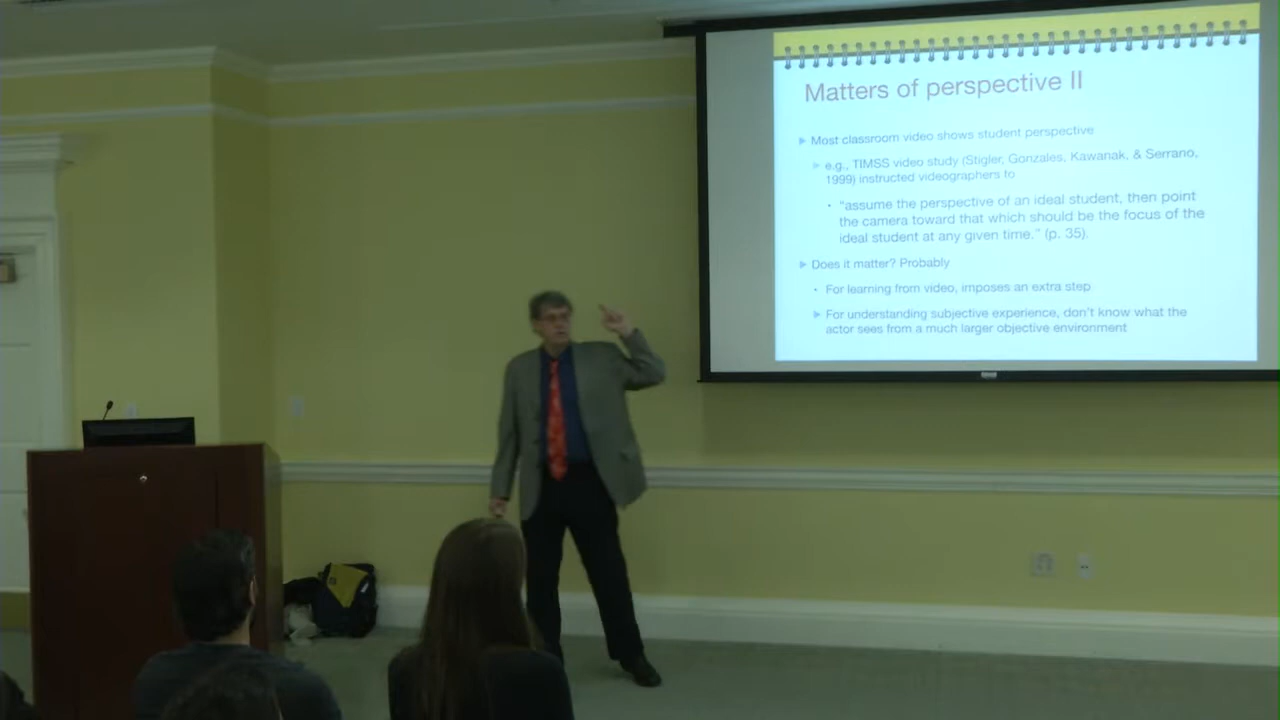 Matters of perspective II
Most classroom video shows student perspective
e.g., TIMSS video study (Stigler, Gonzales, Kawanak, & Serrano,
1999) instructed videographers to
“assume the perspective of an ideal student, then point
the camera toward that which should be the focus of the
ideal student at any given time.” (p. 35).
Does it matter? Probably
For learning from video, imposes an extra step
For understanding subjective experience, don't know what the
actor sees from a much larger objective environment